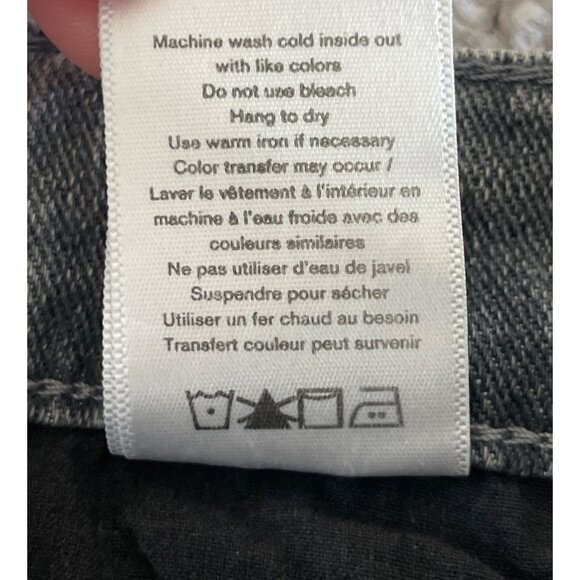 Machine wash cold inside out
with like colors
Do not use bleach
Hang to dry
Use warm iron if necessary
Color transfer may occur /
Laver le vêtement à l'intérieur en
machine à l'eau froide avec des
couleurs similaires
Ne pas utiliser d'eau de javel
Suspendre pour sécher
Utiliser un fer chaud au besoin
Transfert couleur peut survenir